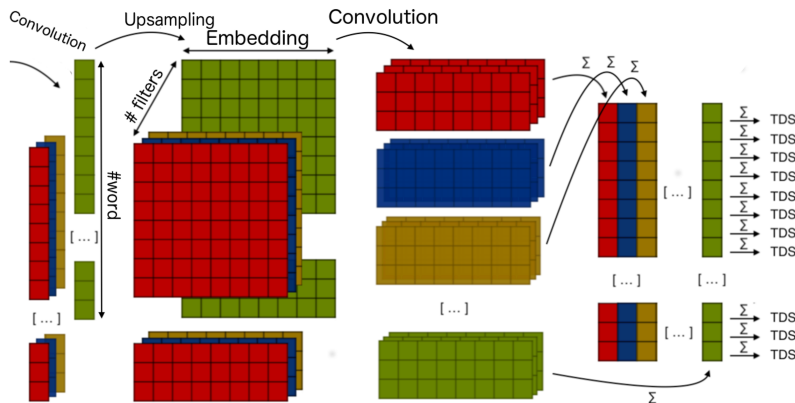 Convolution
Upsampling
Embedding
Convolution
# filters
#word
[ ... ]
[ ... ]
[ ... ]
Σ
Σ
Σ
[ ... ]
[ ... ]
[ ... ]
[ ... ]
Σ
Σ TDS
Σ TDS
Σ TDS
Σ TDS
Σ TDS
Σ TDS
Σ TDS
Σ TDS
Σ TDS
Σ TDS
Σ TDS